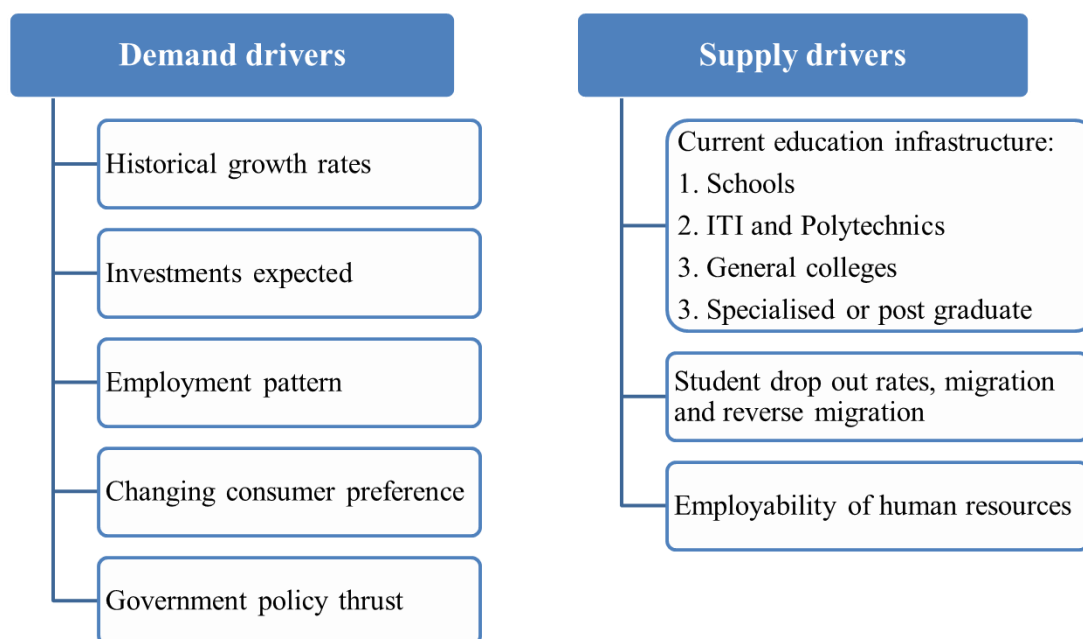 Demand drivers
Historical growth rates
Investments expected
Employment pattern
Changing consumer preference
Government policy thrust
Supply drivers
Current education infrastructure:
1. Schools
2. ITI and Polytechnics
3. General colleges
3. Specialised or post graduate
Student drop out rates, migration
and reverse migration
Employability of human resources